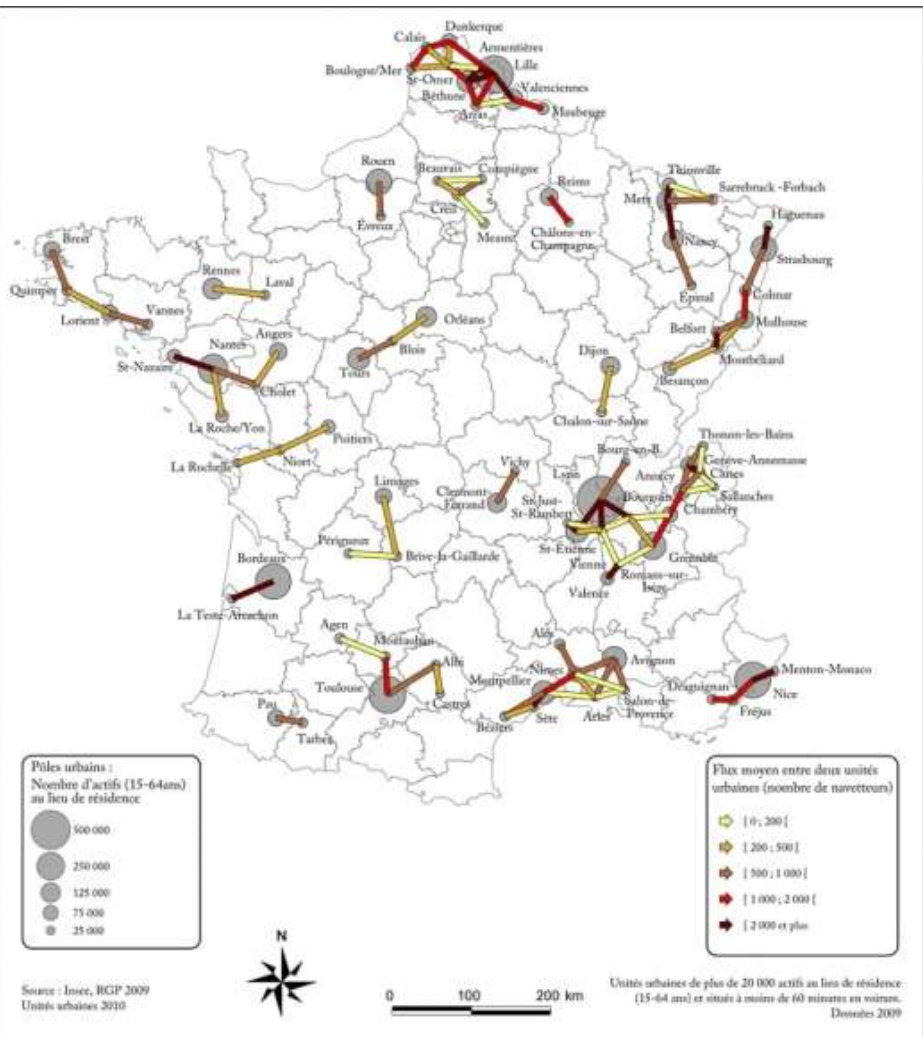 Dunkerque
Calais
Armentières
Lille
Boulogne/Mer
St-Omer
Valenciennes
Béthune
Arras
Maubeuge
Rouen
Beauvais
Compiègne
Reims
Thionville
Sarrebruck -Forbach
Metz
Creil
Évreux
Meaux
Châlons-en-
Champagne
Haguenau
Nancy
Strasbourg
Brest
Rennes
Laval
Épinal
Quimper
Colmar
Lorient
Vannes
Orléans
Mulhouse
Belfort
Angers
Nantes
Blois
Dijon
St-Nazaire
Tours
Montbéliard
Cholet
Besançon
La Roche/Yon
Chalon-sur-Saône
Poitiers
Thonon-les-Bains
Bourg-en-B.
La Rochelle
Niort
Vichy
Genève-Annemasse
Lyon
Annecy
Cluses
Limoges
Clermont-
Ferrand
St-Just-
St-Rambert
Bourgoin
Sallanches
Chambéry
Périgueux
Brive-la-Gaillarde
St-Etienne
Grenoble
Bordeaux
Vienne
Romans-sur-
Isère
Valence
La Teste-Arcachon
Agen
Montauban
Alès
Albi
Nîmes
Avignon
Menton-Monaco
Toulouse
Montpellier
Draguignan
Nice
Castres
Salon-de-
Provence
Fréjus
Pau
Béziers
Sète
Arles
Tarbes
Pôles urbains :
Nombre d'actifs (15-64ans)
au lieu de résidence
500 000
250 000
125 000
75 000
25 000
Flux moyen entre deux unités
urbaines (nombre de navetteurs)
[ 0 ; 200 [
[ 200 ; 500 [
[ 500 ; 1 000 [
[ 1 000 ; 2 000 [
[ 2 000 et plus
N
Source : Insee, RGP 2009
Unités urbaines 2010
0 100 200 km
Unités urbaines de plus de 20 000 actifs au lieu de résidence
(15-64 ans) et situés à moins de 60 minutes en voiture.
Données 2009